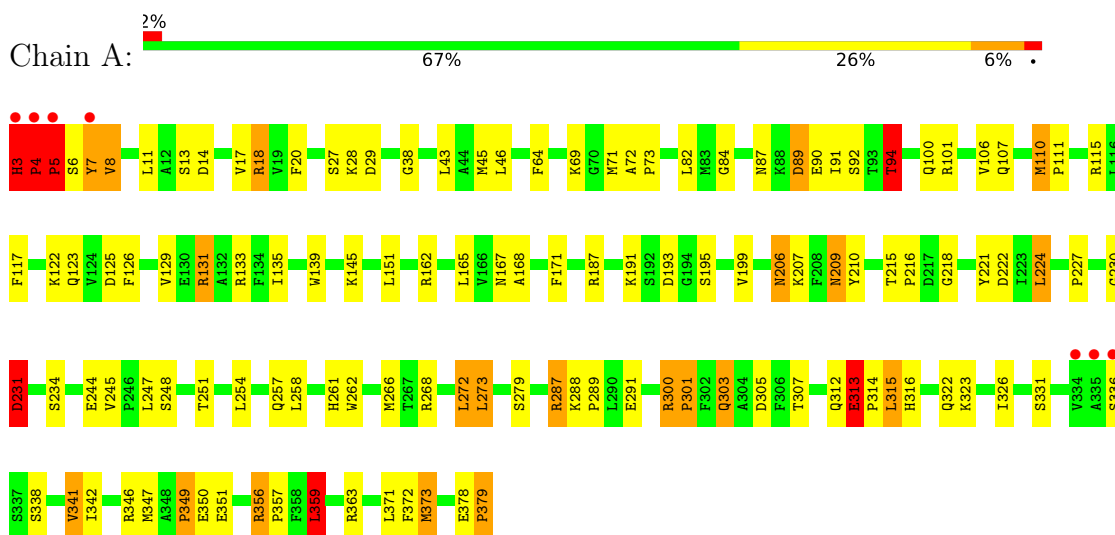 2%
Chain A:
67% 26% 6% •
H3 P4 P5 S6 Y7 V8 L11 A12 S13 D14 V17 R18 V19 F20 S27 K28 D29 G38 L43 A44 M45 L46 F64 K69 G70 M71 A72 P73 L82 M83 G84 N87 K88 D89 E90 I91 S92 T93 T94 Q100 R101 V106 Q107 M110 P111 R115 L116
F117 K122 Q123 V124 D125 F126 V129 E130 R131 A132 R133 F134 I135 W139 K145 L151 R162 L165 V166 N167 A168 F171 R187 K191 S192 D193 G194 S195 V199 N206 K207 F208 N209 Y210 T215 P216 D217 G218 Y221 D222 I223 L224 P227 G230
D231 S234 E244 V245 P246 L247 S248 T251 L254 Q257 L258 H261 W262 M266 T267 R268 L272 L273 S279 R287 K288 P289 L290 E291 R300 P301 F302 Q303 A304 D305 F306 T307 Q312 E313 P314 L315 H316 Q322 K323 I326 S331 V334 A335 S336
S337 S338 V341 I342 R346 M347 A348 P349 E350 E351 R356 P357 F358 L359 R363 L371 F372 M373 E378 P379